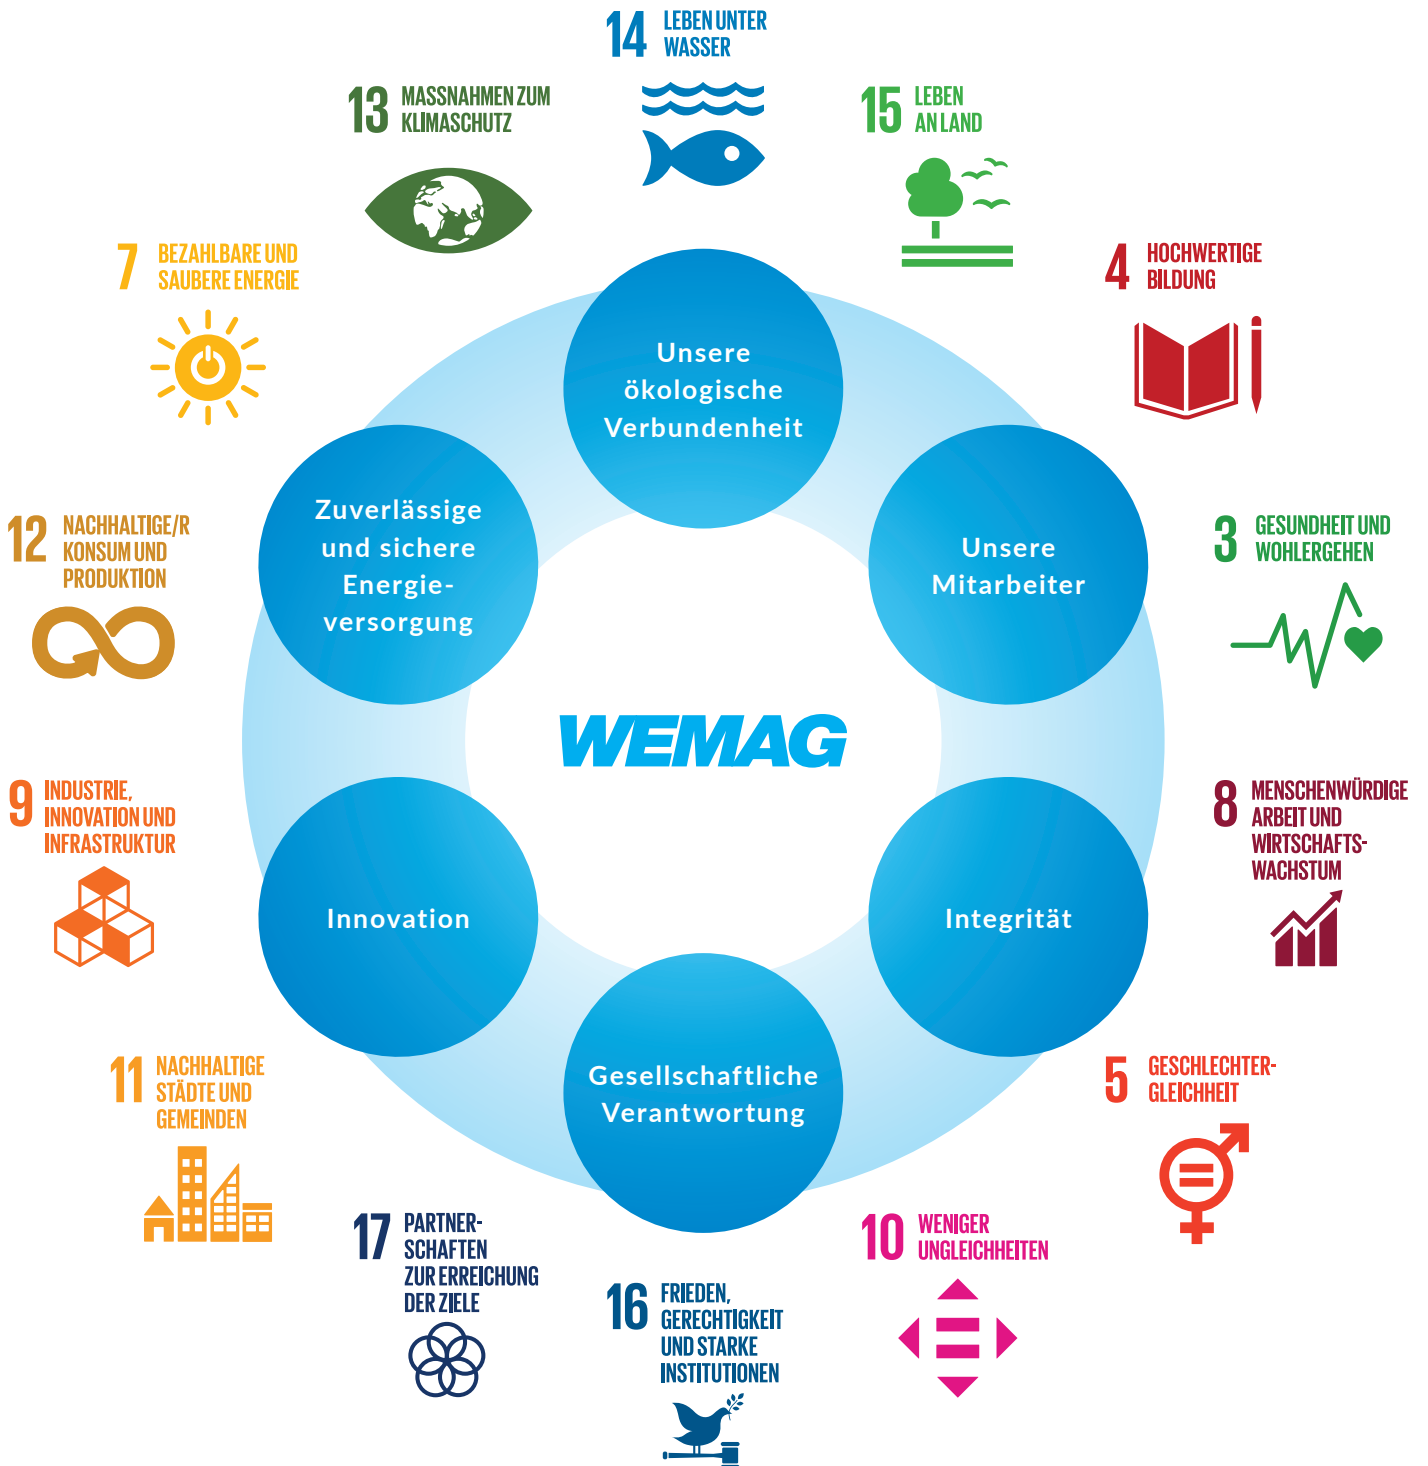 14 LEBEN UNTER
WASSER
13 MASSNAHMEN ZUM
KLIMASCHUTZ
15 LEBEN
AN LAND
7 BEZAHLBARE UND
SAUBERE ENERGIE
4 HOCHWERTIGE
BILDUNG
Unsere
ökologische
Verbundenheit
Zuverlässige
und sichere
Energie-
versorgung
Unsere
Mitarbeiter
12 NACHHALTIGE/R
KONSUM UND
PRODUKTION
3 GESUNDHEIT UND
WOHLERGEHEN
WEMAG
9 INDUSTRIE,
INNOVATION UND
INFRASTRUKTUR
8 MENSCHENWÜRDIGE
ARBEIT UND
WIRTSCHAFTS-
WACHSTUM
Innovation
Integrität
Gesellschaftliche
Verantwortung
11 NACHHALTIGE
STÄDTE UND
GEMEINDEN
5 GESCHLECHTER-
GLEICHHEIT
17 PARTNER-
SCHAFTEN
ZUR ERREICHUNG
DER ZIELE
10 WENIGER
UNGLEICHHEITEN
16 FRIEDEN,
GERECHTIGKEIT
UND STARKE
INSTITUTIONEN